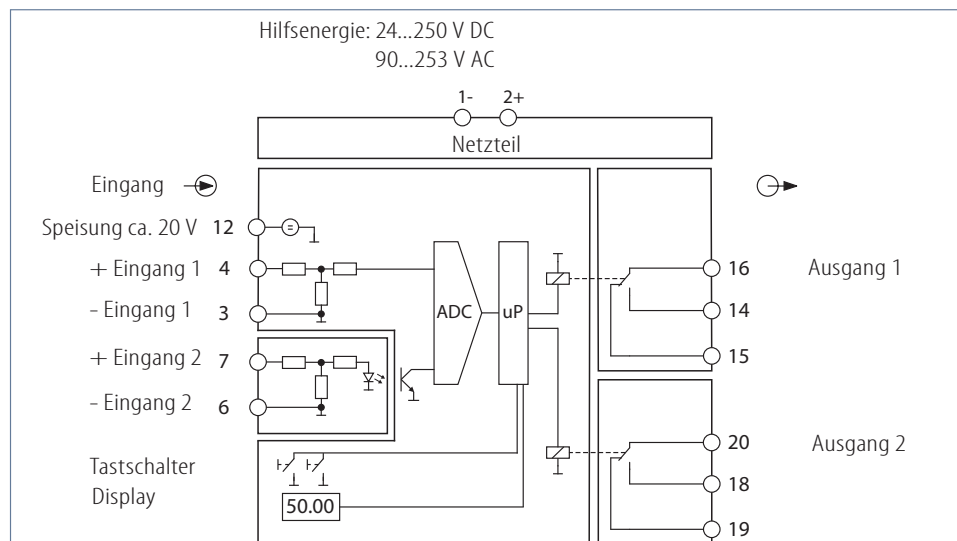 Hilfsenergie: 24...250 V DC
90...253 V AC
1-
2+
Netzteil
Eingang
Speisung ca. 20 V 12
=
+ Eingang 1 4
- Eingang 1 3
+ Eingang 2 7
- Eingang 2 6
Tastschalter
Display
50.00
ADC
uP
16 Ausgang 1
14
15
20 Ausgang 2
18
19